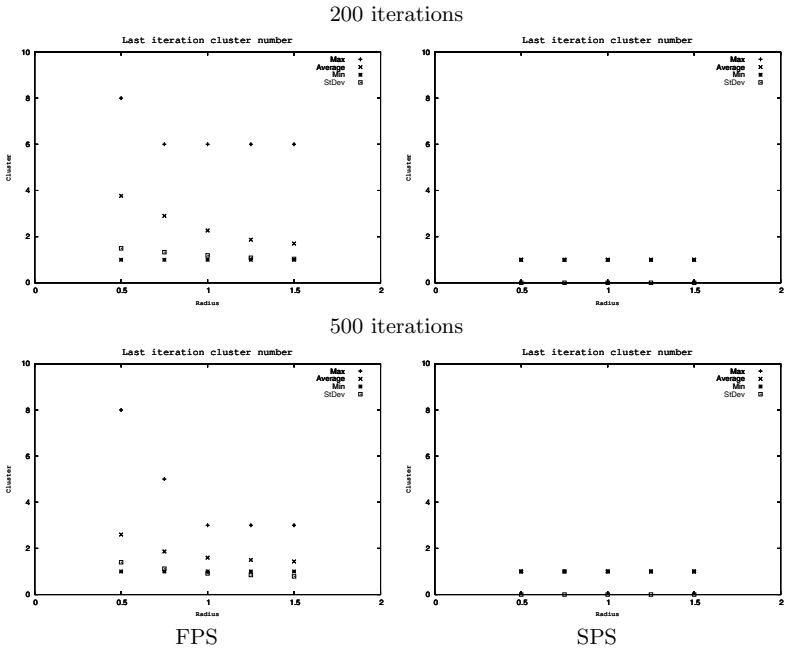 200 iterations
Last iteration cluster number
Max
Average
Min
StDev
10
8
6
4
2
0
Cluster
0 0.5 1 1.5 2
Radius
Last iteration cluster number
Max
Average
Min
StDev
10
8
6
4
2
0
Cluster
0 0.5 1 1.5 2
Radius
500 iterations
Last iteration cluster number
Max
Average
Min
StDev
10
8
6
4
2
0
Cluster
0 0.5 1 1.5 2
Radius
FPS
Last iteration cluster number
Max
Average
Min
StDev
10
8
6
4
2
0
Cluster
0 0.5 1 1.5 2
Radius
SPS